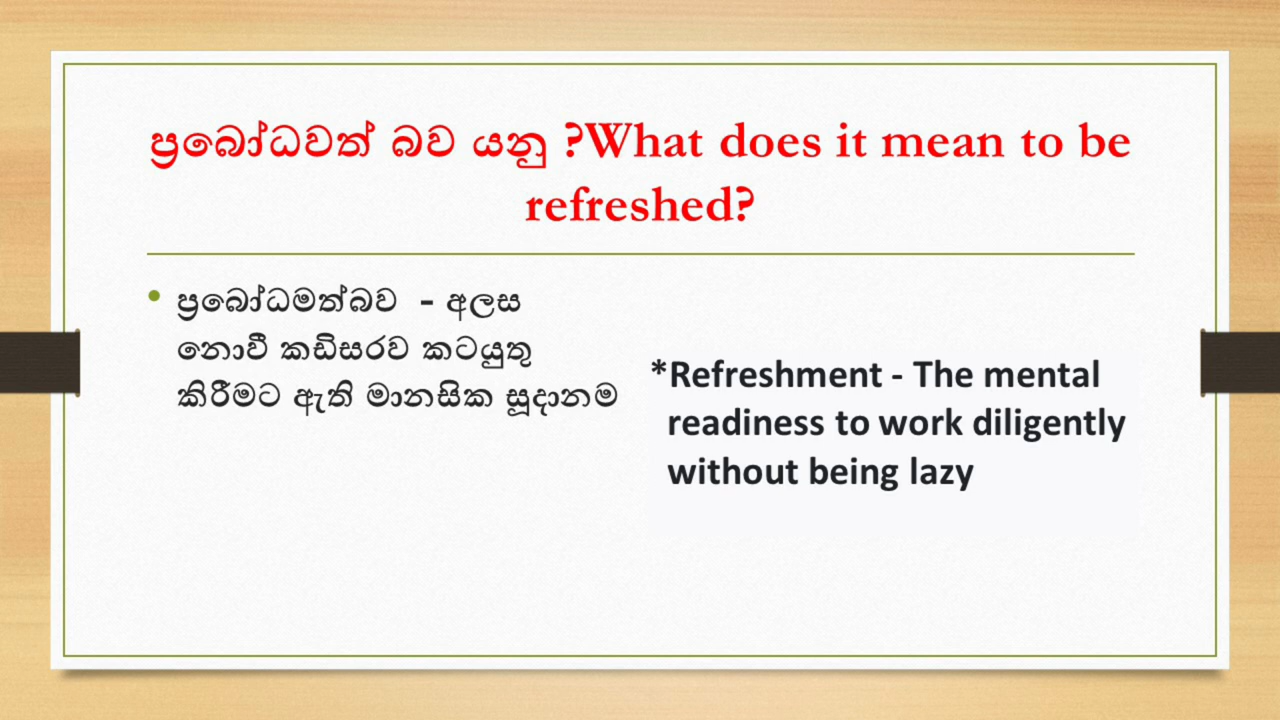 ප්‍රබෝධවත් බව යනු ?What does it mean to be
refreshed?
• ප්‍රබෝධමත්බව - අලස
නොවී කඩිසරව කටයුතු
කිරීමට ඇති මානසික සූදානම
*Refreshment - The mental
readiness to work diligently
without being lazy